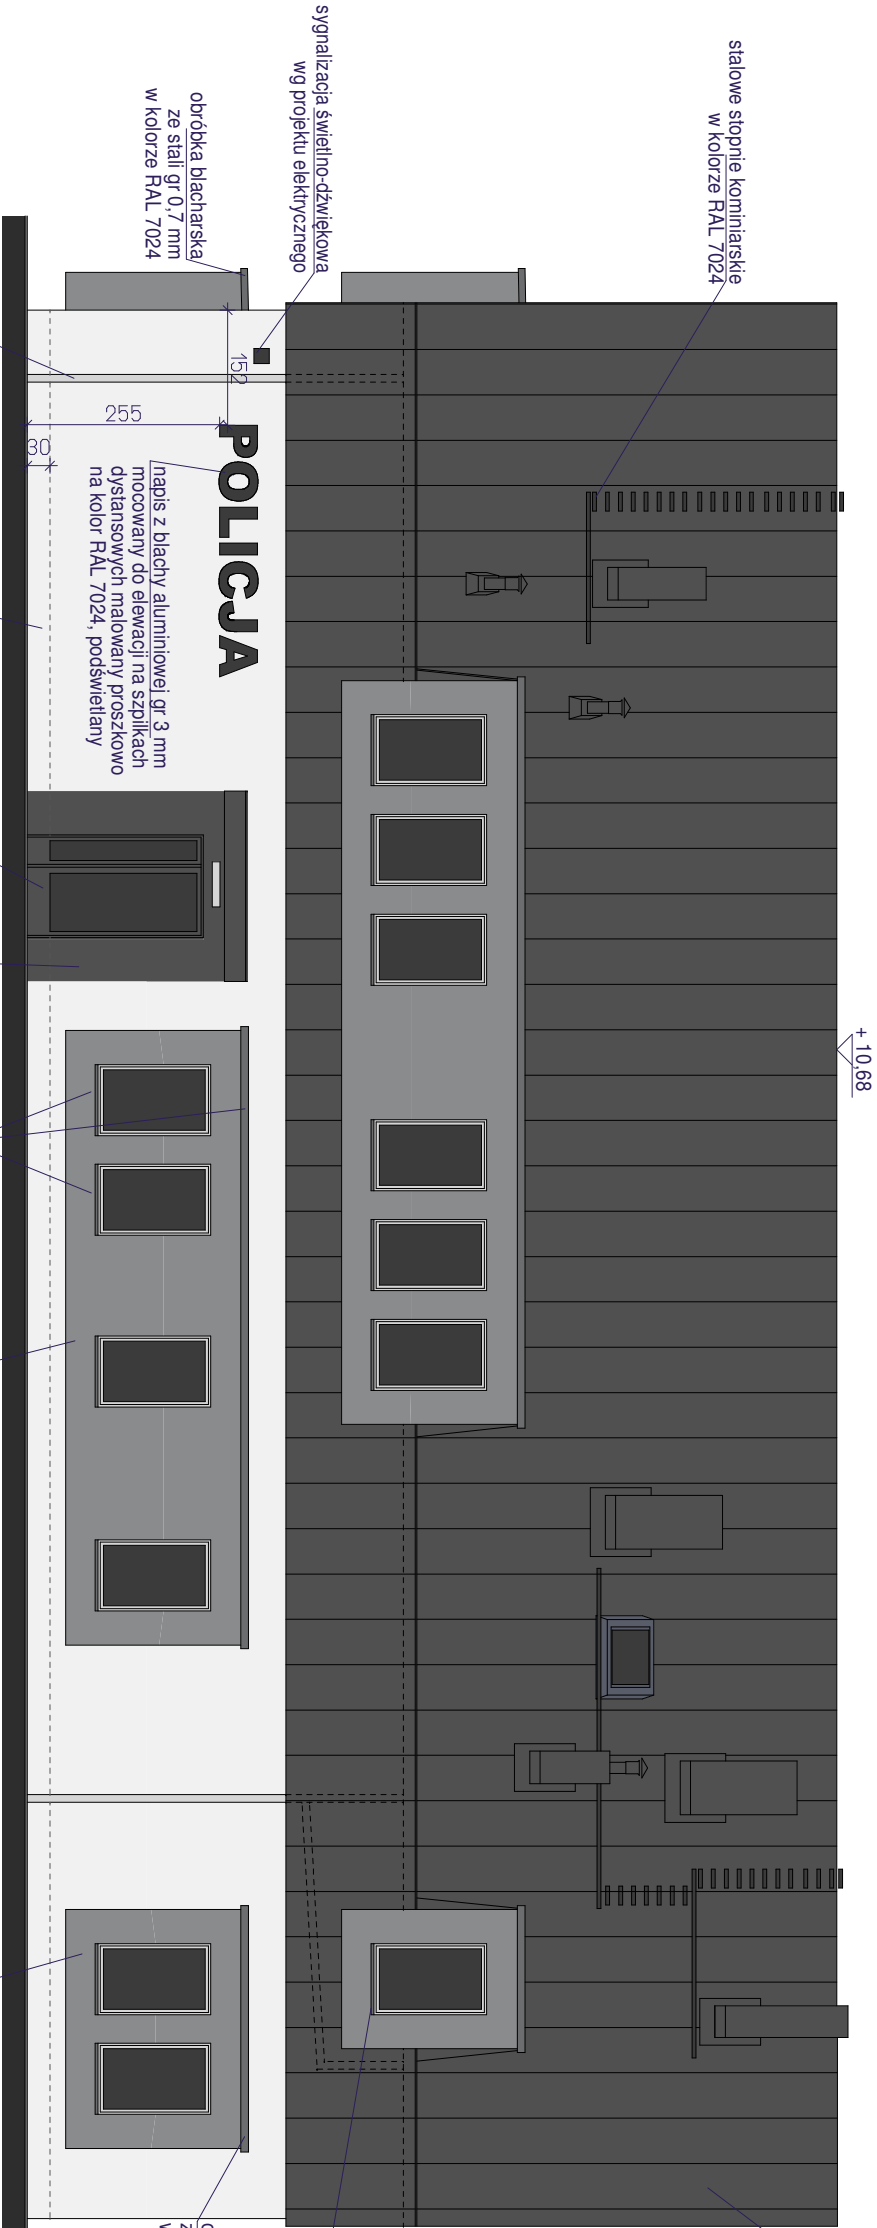 stalowe stopnie kominiarskie
w kolorze RAL 7024
+ 10,68
sygnalizacja świetlno-dźwiękowa
wg projektu elektrycznego
obróbka blacharska
ze stali gr 0,7 mm
w kolorze RAL 7024
152
255
30
POLICJA
napis z blachy aluminiowej gr 3 mm
mocowany do elewacji na szpilkach
dystansowych malowany proszkowo
na kolor RAL 7024, podświetlany